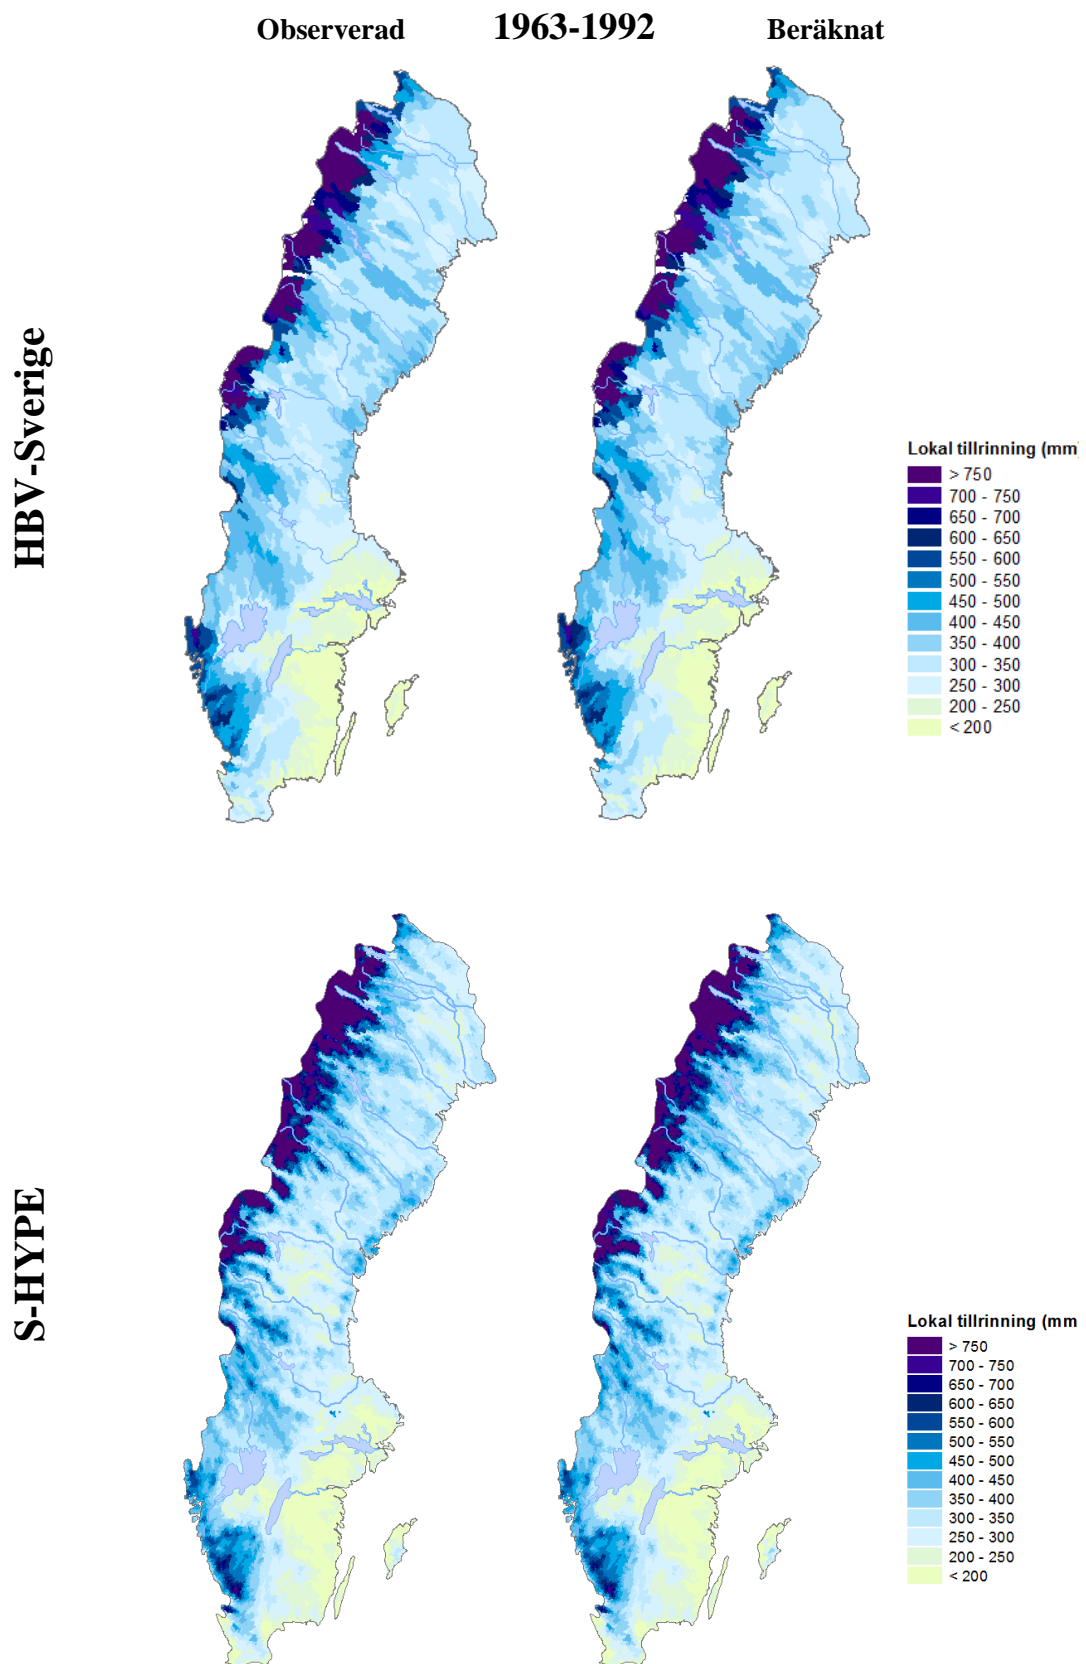 Observerad 1963-1992 Beräknat
HBV-Sverige
Lokal tillrinning (mm)
> 750
700 - 750
650 - 700
600 - 650
550 - 600
500 - 550
450 - 500
400 - 450
350 - 400
300 - 350
250 - 300
200 - 250
< 200
S-HYPE
Lokal tillrinning (mm
> 750
700 - 750
650 - 700
600 - 650
550 - 600
500 - 550
450 - 500
400 - 450
350 - 400
300 - 350
250 - 300
200 - 250
< 200